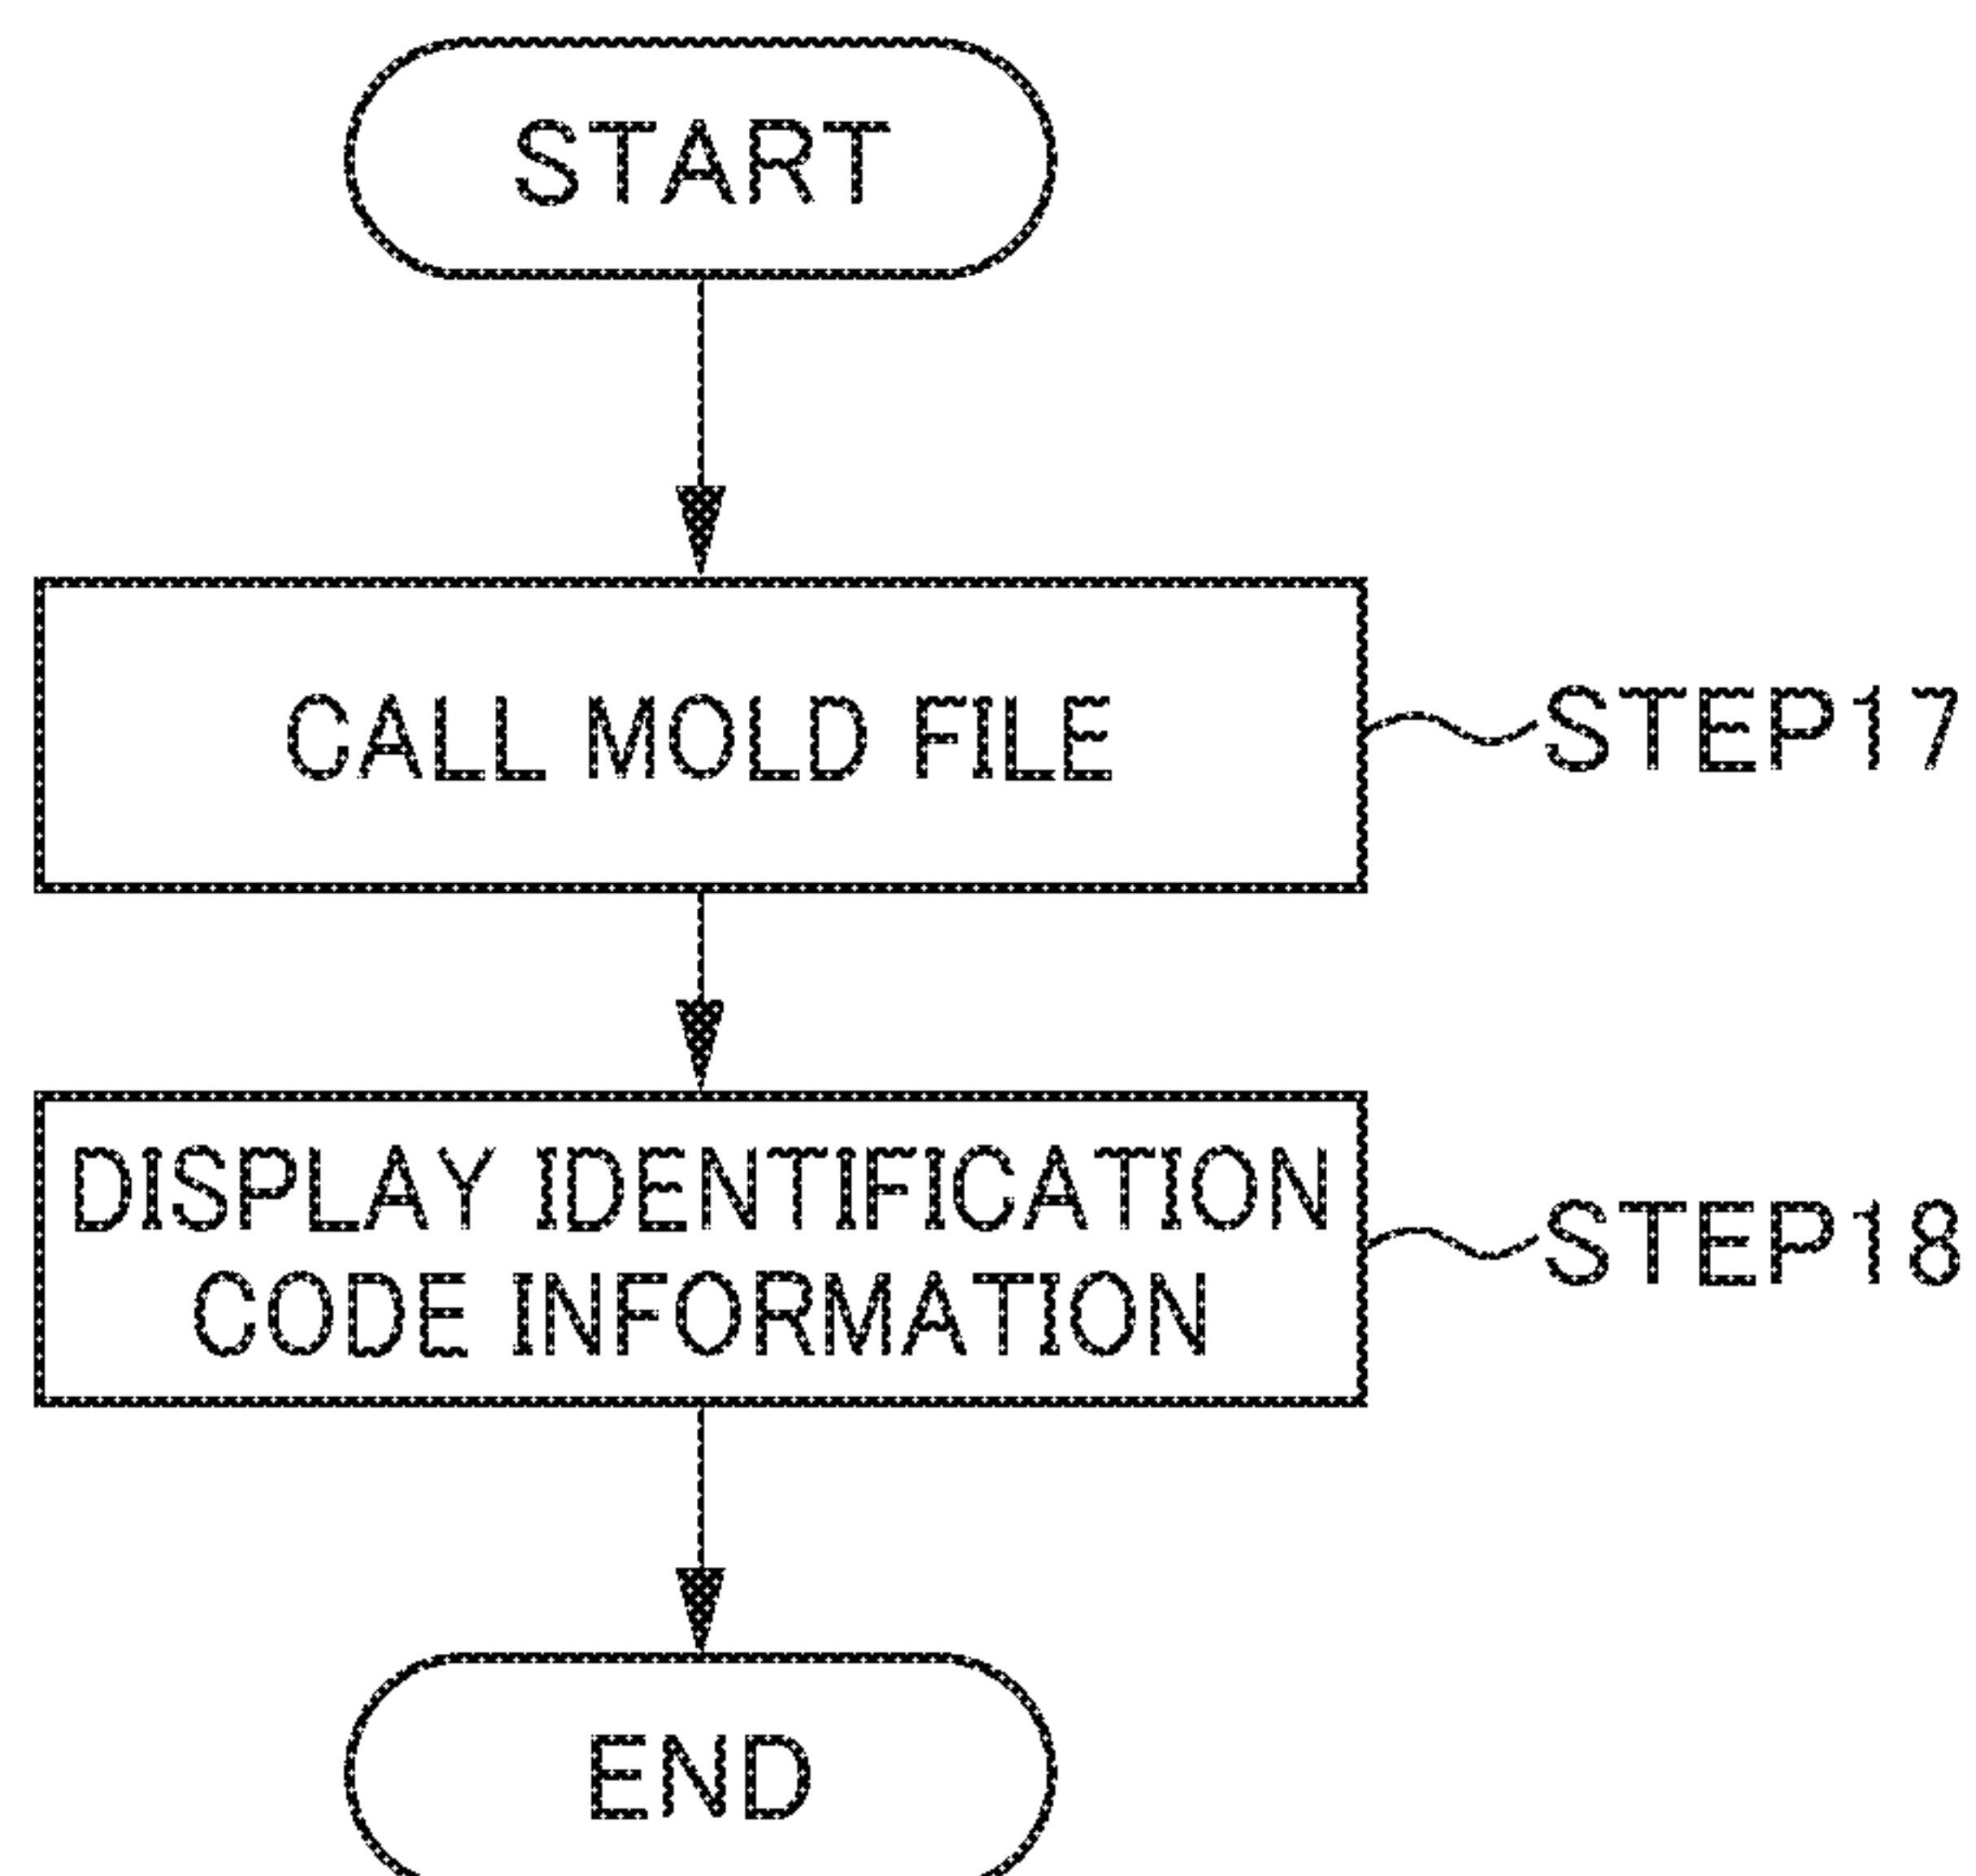 START
CALL MOLD FILE
STEP17
DISPLAY IDENTIFICATION
CODE INFORMATION
STEP18
END